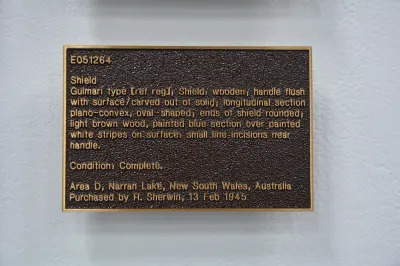 E051264
Shield
Gulmari type [ref reg]; Shield; wooden; handle flush
with surface/carved out of solid; longitudinal section
plano-convex; oval-shaped; ends of shield rounded;
light brown wood, painted blue section over painted
white stripes on surface; small line incisions near
handle.
Condition: Complete.
Area D, Narran Lake, New South Wales, Australia
Purchased by R. Sherwin, 13 Feb 1945